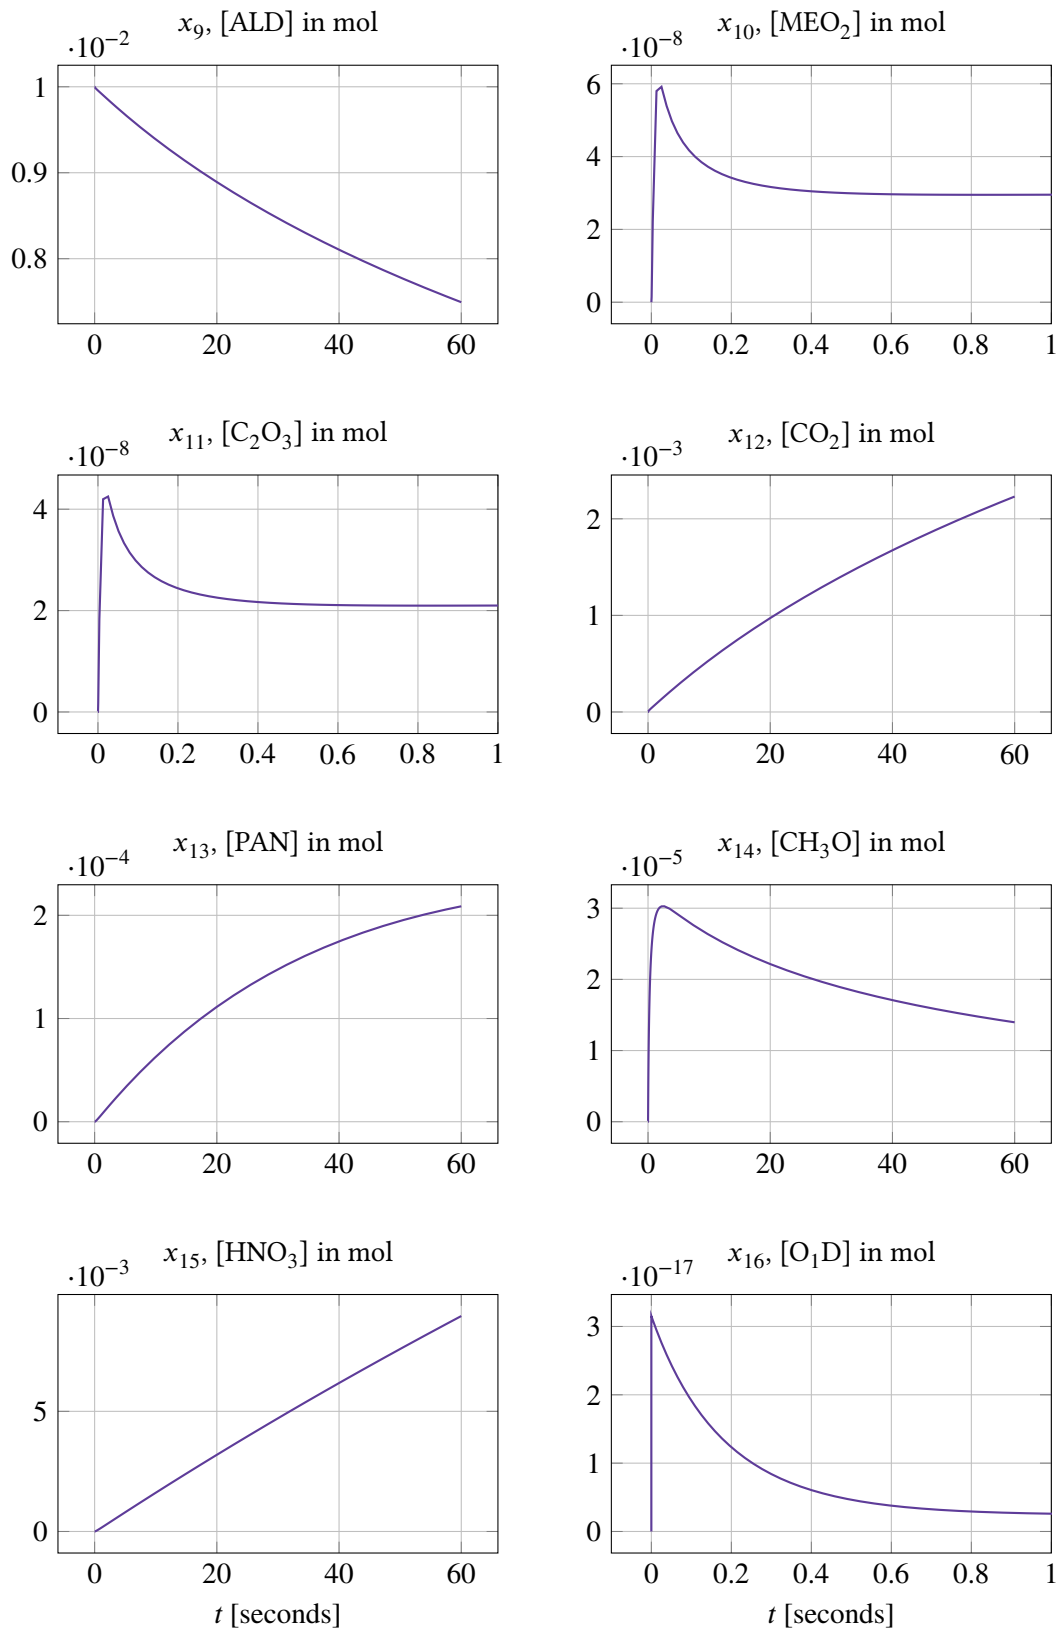 x₉, [ALD] in mol
·10⁻²
1
0.9
0.8
0 20 40 60
x₁₀, [MEO₂] in mol
·10⁻⁸
6
4
2
0
0 0.2 0.4 0.6 0.8 1
x₁₁, [C₂O₃] in mol
·10⁻⁸
4
2
0
0 0.2 0.4 0.6 0.8 1
x₁₂, [CO₂] in mol
·10⁻³
2
1
0
0 20 40 60
x₁₃, [PAN] in mol
·10⁻⁴
2
1
0
0 20 40 60
x₁₄, [CH₃O] in mol
·10⁻⁵
3
2
1
0
0 20 40 60
x₁₅, [HNO₃] in mol
·10⁻³
5
0
0 20 40 60
t [seconds]
x₁₆, [O₁D] in mol
·10⁻¹⁷
3
2
1
0
0 0.2 0.4 0.6 0.8 1
t [seconds]